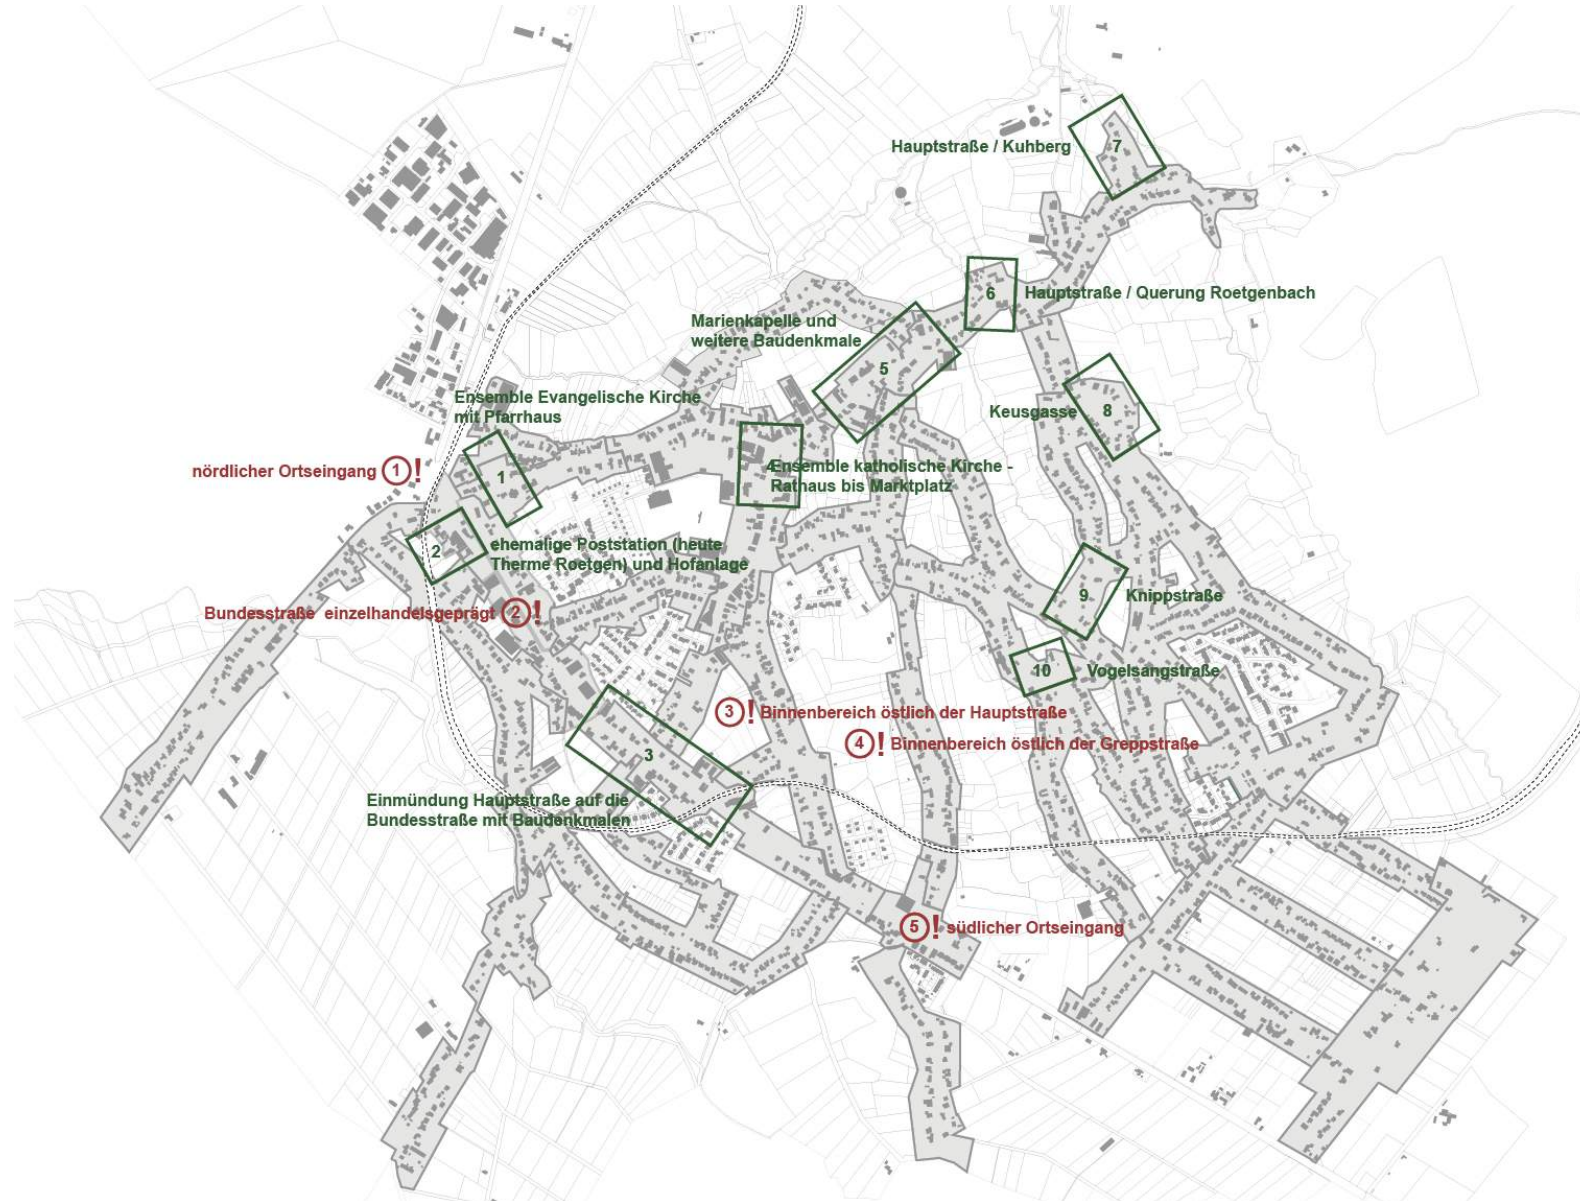 7
Hauptstraße / Kuhberg
6
Hauptstraße / Querung Roetgenbach
Marienkapelle und
weitere Baudenkmale
5
Ensemble Evangelische Kirche
mit Pfarrhaus
Keusgasse
8
nördlicher Ortseingang 1 !
1
4
Ensemble katholische Kirche -
Rathaus bis Marktplatz
2
ehemalige Poststation (heute
Therme Roetgen) und Hofanlage
9
Knippstraße
Bundesstraße einzelhandelsgeprägt 2 !
10
Vogelsangstraße
3 ! Binnenbereich östlich der Hauptstraße
4 ! Binnenbereich östlich der Greppstraße
3
Einmündung Hauptstraße auf die
Bundesstraße mit Baudenkmalen
5 ! südlicher Ortseingang